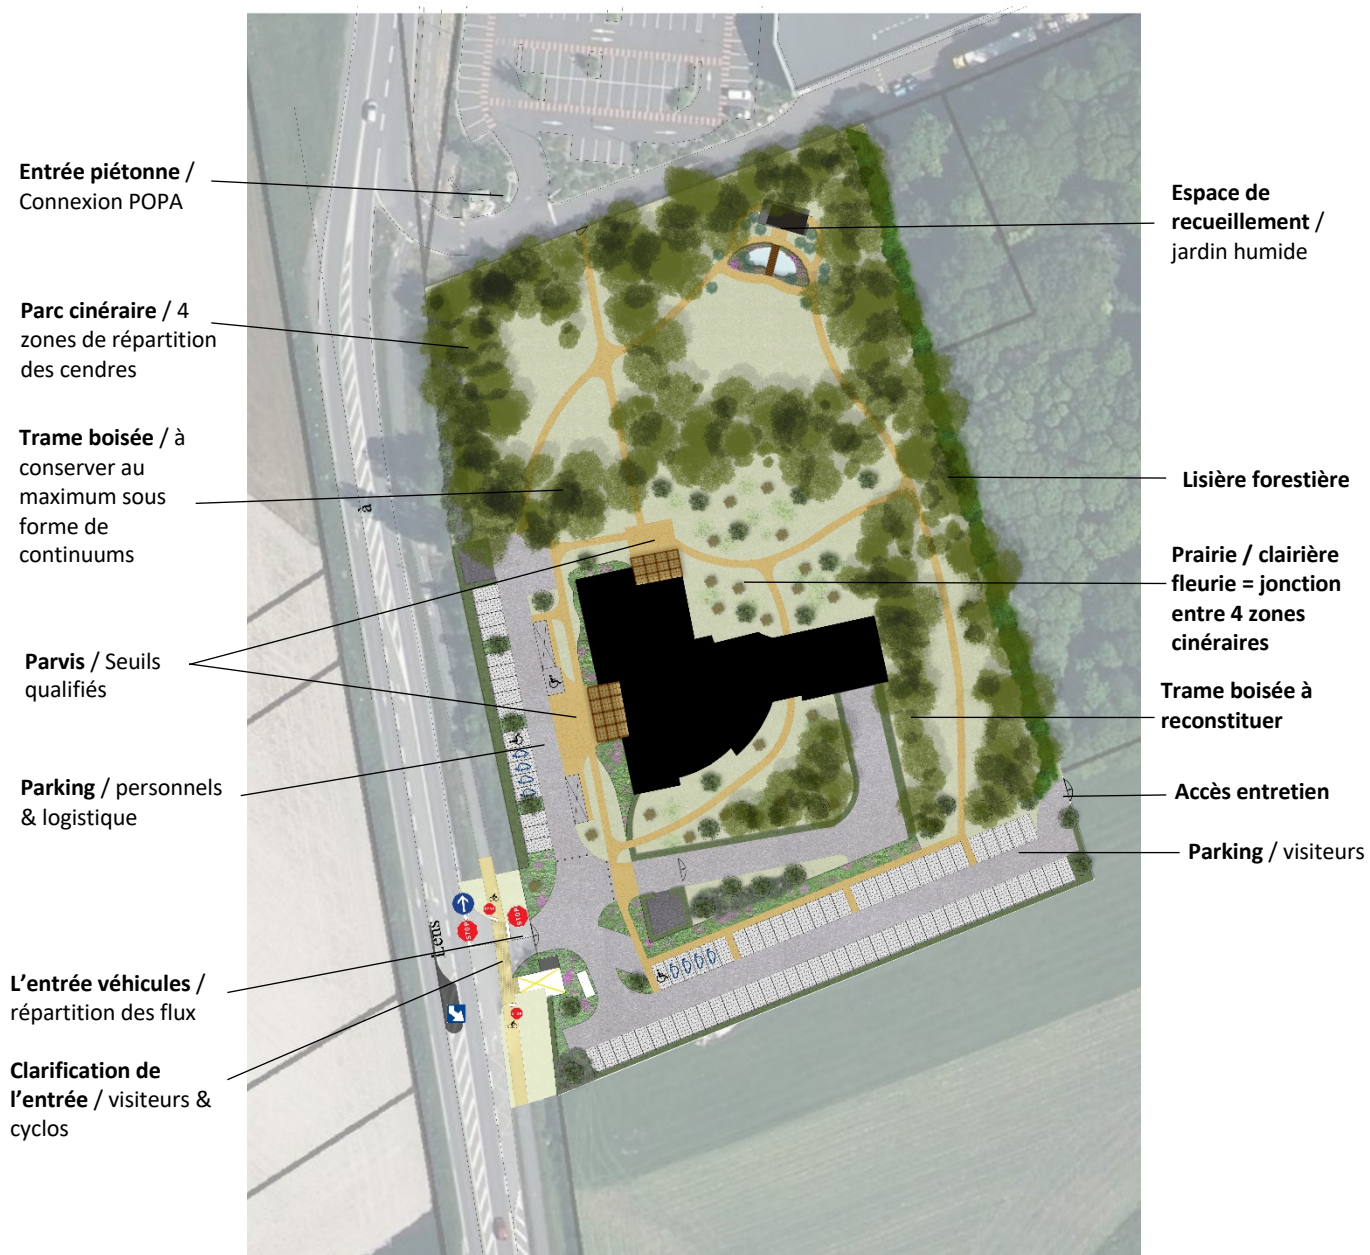 Entrée piétonne /
Connexion POPA
Parc cinéraire / 4
zones de répartition
des cendres
Trame boisée / à
conserver au
maximum sous
forme de
continuums
Parvis / Seuils
qualifiés
Parking / personnels
& logistique
L'entrée véhicules /
répartition des flux
Clarification de
l'entrée / visiteurs &
cyclos
à
Lens
STOP
STOP
Espace de
recueillement /
jardin humide
Lisière forestière
Prairie / clairière
fleurie = jonction
entre 4 zones
cinéraires
Trame boisée à
reconstituer
Accès entretien
Parking / visiteurs